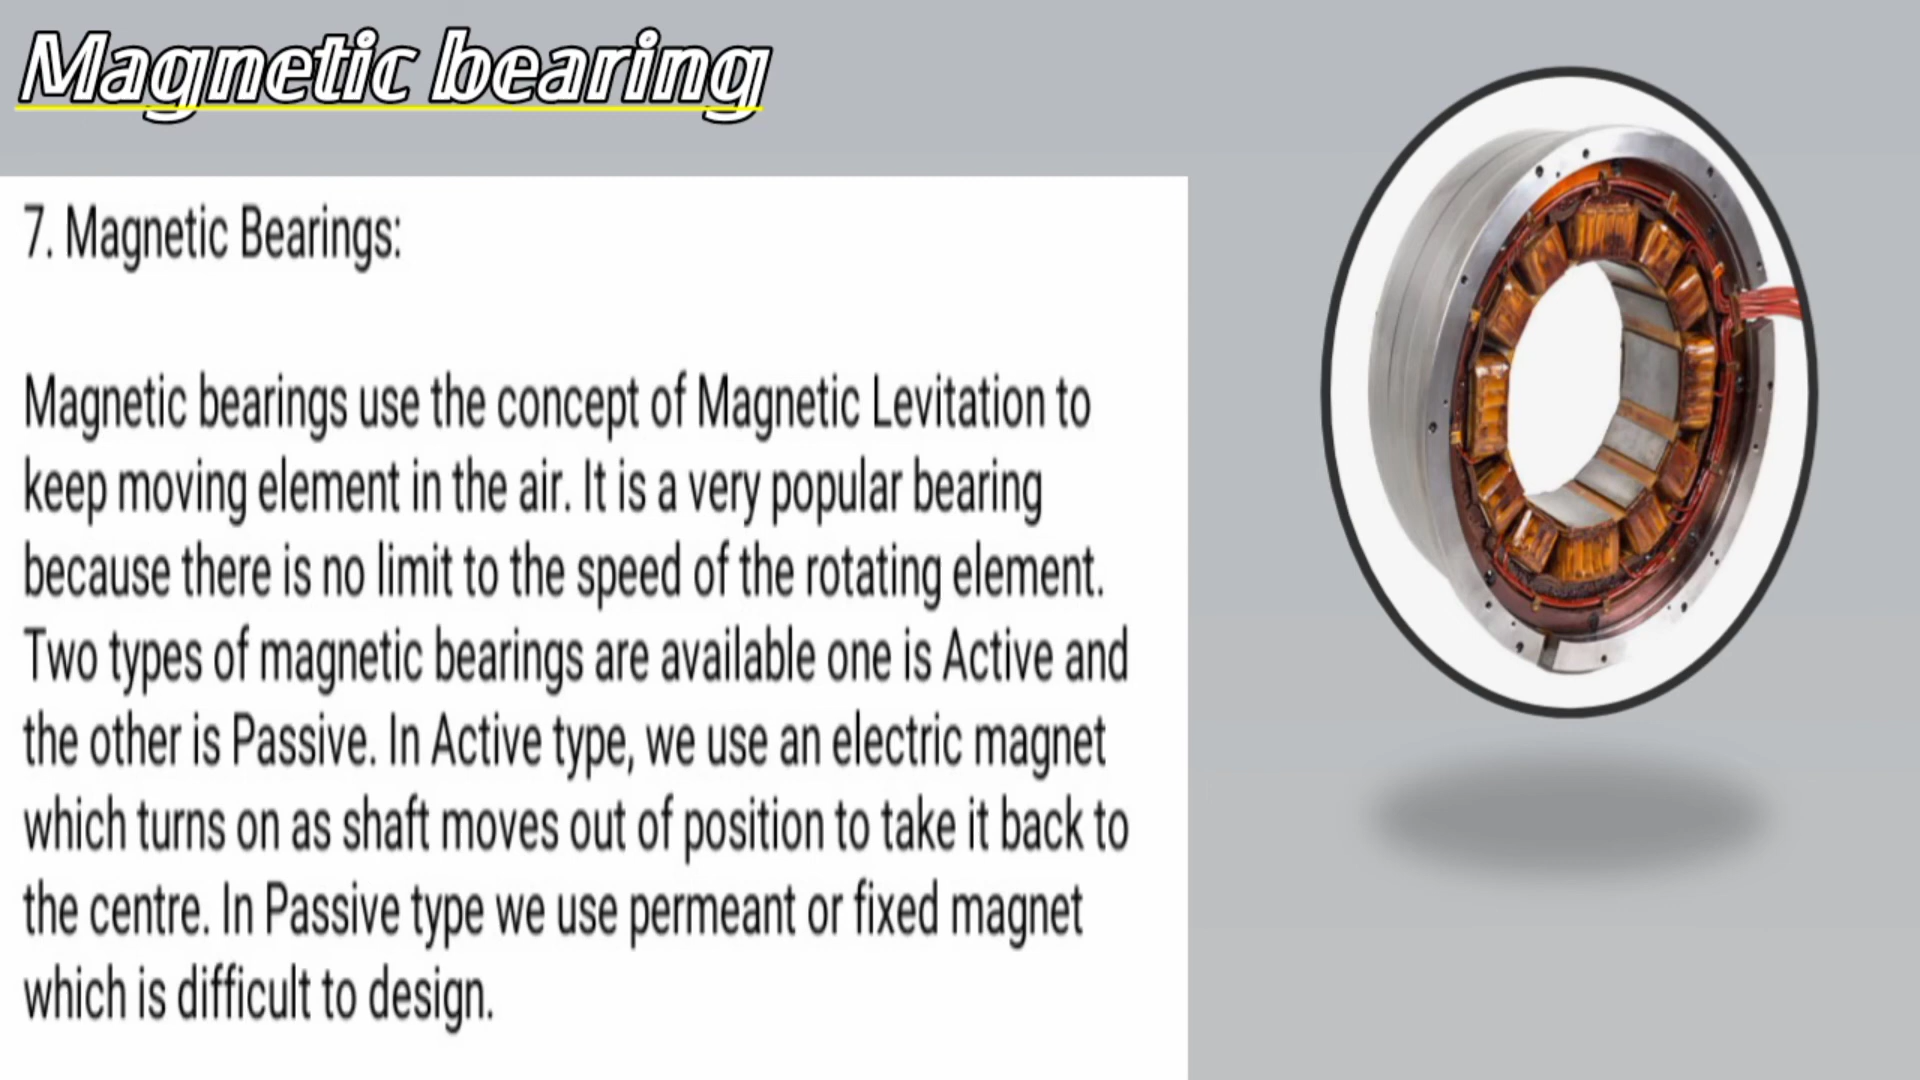 Magnetic bearing
7. Magnetic Bearings:
Magnetic bearings use the concept of Magnetic Levitation to
keep moving element in the air. It is a very popular bearing
because there is no limit to the speed of the rotating element.
Two types of magnetic bearings are available one is Active and
the other is Passive. In Active type, we use an electric magnet
which turns on as shaft moves out of position to take it back to
the centre. In Passive type we use permeant or fixed magnet
which is difficult to design.